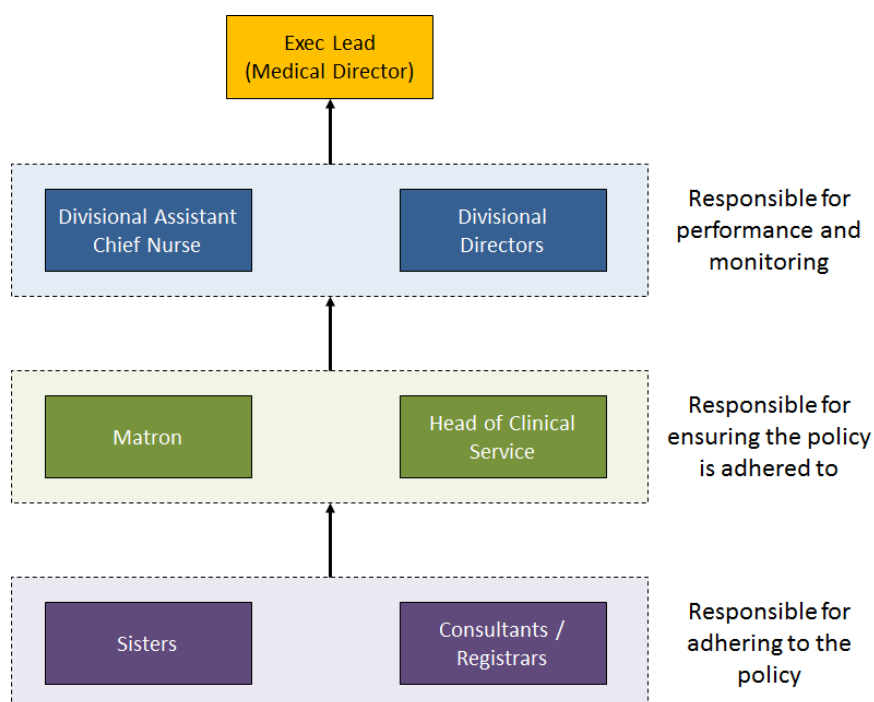 Exec Lead
(Medical Director)
Divisional Assistant
Chief Nurse
Divisional
Directors
Responsible for
performance and
monitoring
Matron
Head of Clinical
Service
Responsible for
ensuring the policy
is adhered to
Sisters
Consultants /
Registrars
Responsible for
adhering to the
policy